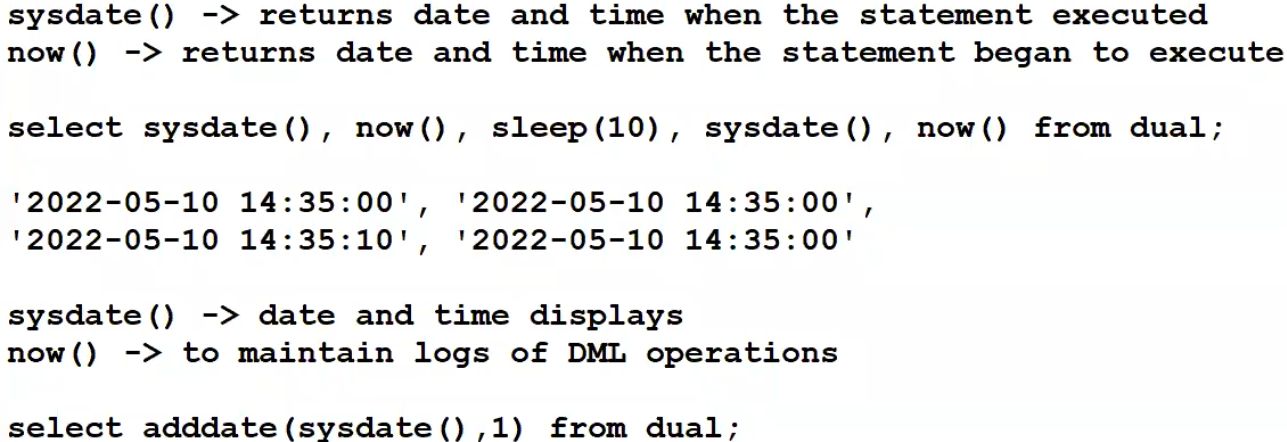 sysdate() -> returns date and time when the statement executed
now() -> returns date and time when the statement began to execute
select sysdate(), now(), sleep(10), sysdate(), now() from dual;
'2022-05-10 14:35:00', '2022-05-10 14:35:00',
'2022-05-10 14:35:10', '2022-05-10 14:35:00'
sysdate() -> date and time displays
now() -> to maintain logs of DML operations
select adddate(sysdate(),1) from dual;